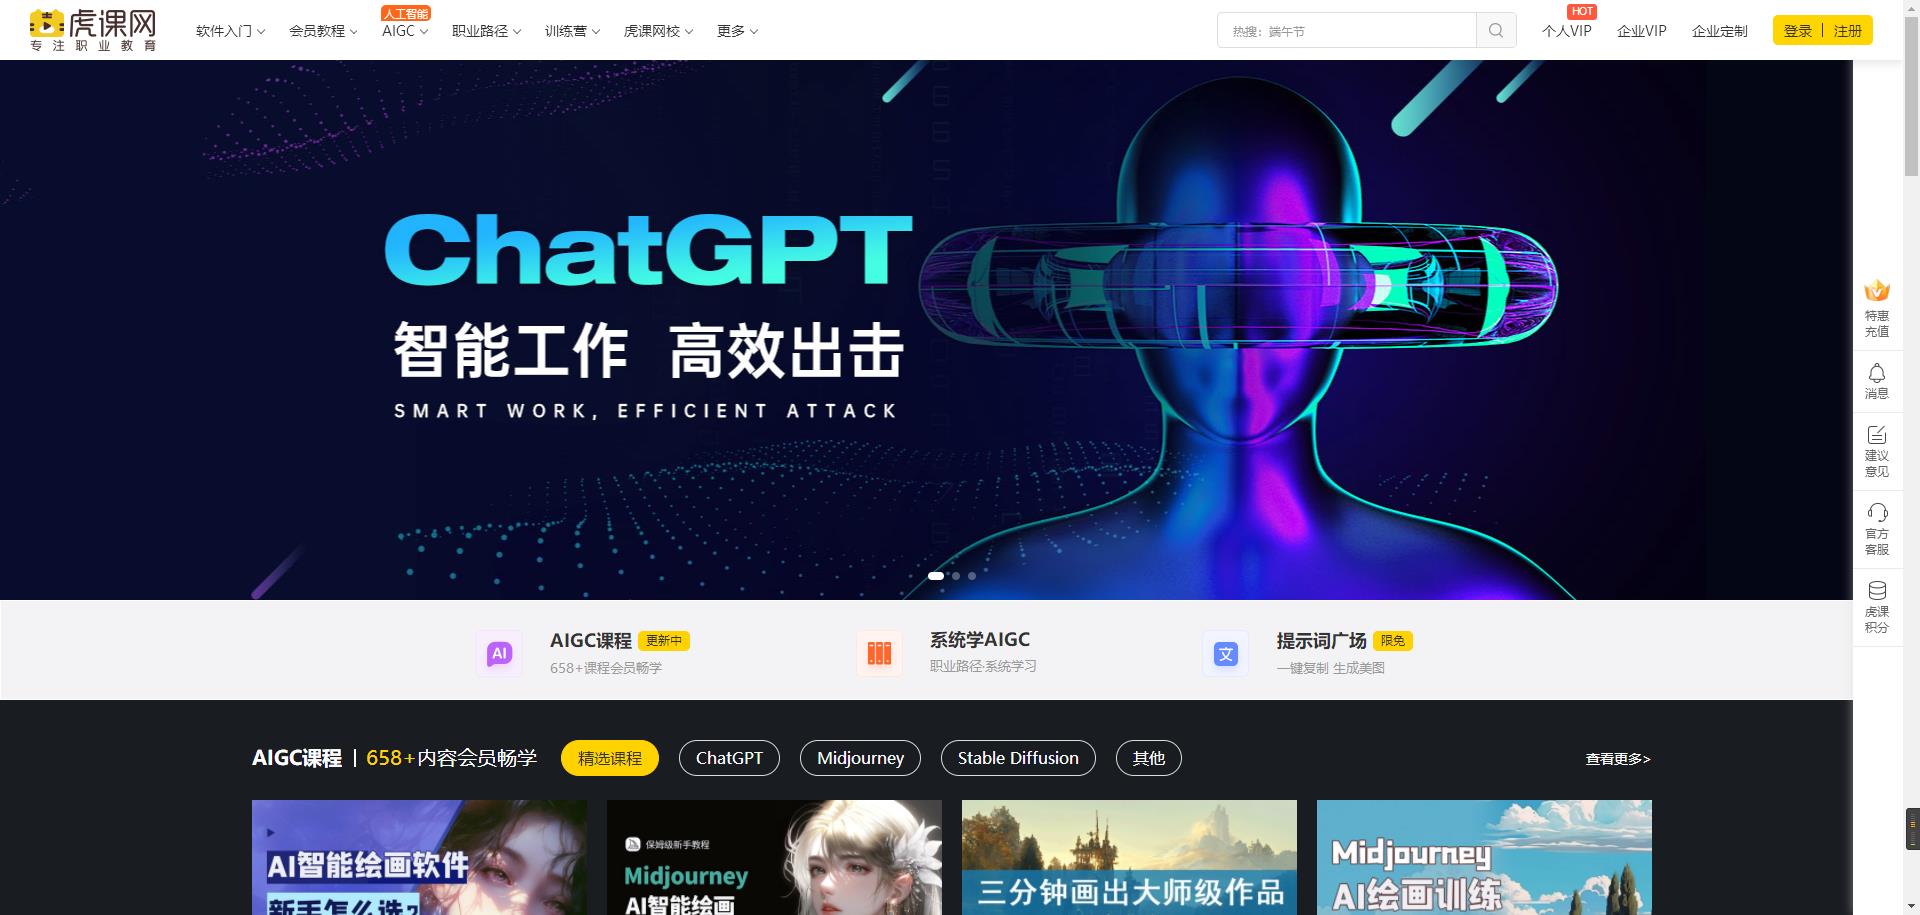 虎课网
专注职业教育
软件入门
会员教程
人工智能
AIGC
职业路径
训练营
虎课网校
更多
热搜：端午节
HOT
个人VIP
企业VIP
企业定制
登录 | 注册
ChatGPT
智能工作 高效出击
SMART WORK, EFFICIENT ATTACK
特惠
充值
消息
建议
意见
官方
客服
虎课
积分
AI
AIGC课程 更新中
658+课程会员畅学
系统学AIGC
职业路径·系统学习
文
提示词广场 限免
一键复制 生成美图
AIGC课程 | 658+内容会员畅学
精选课程
ChatGPT
Midjourney
Stable Diffusion
其他
查看更多>
AI智能绘画软件
新手怎么选?
保姆级新手教程
Midjourney
AI智能绘画
三分钟画出大师级作品
Midjourney
AI绘画训练